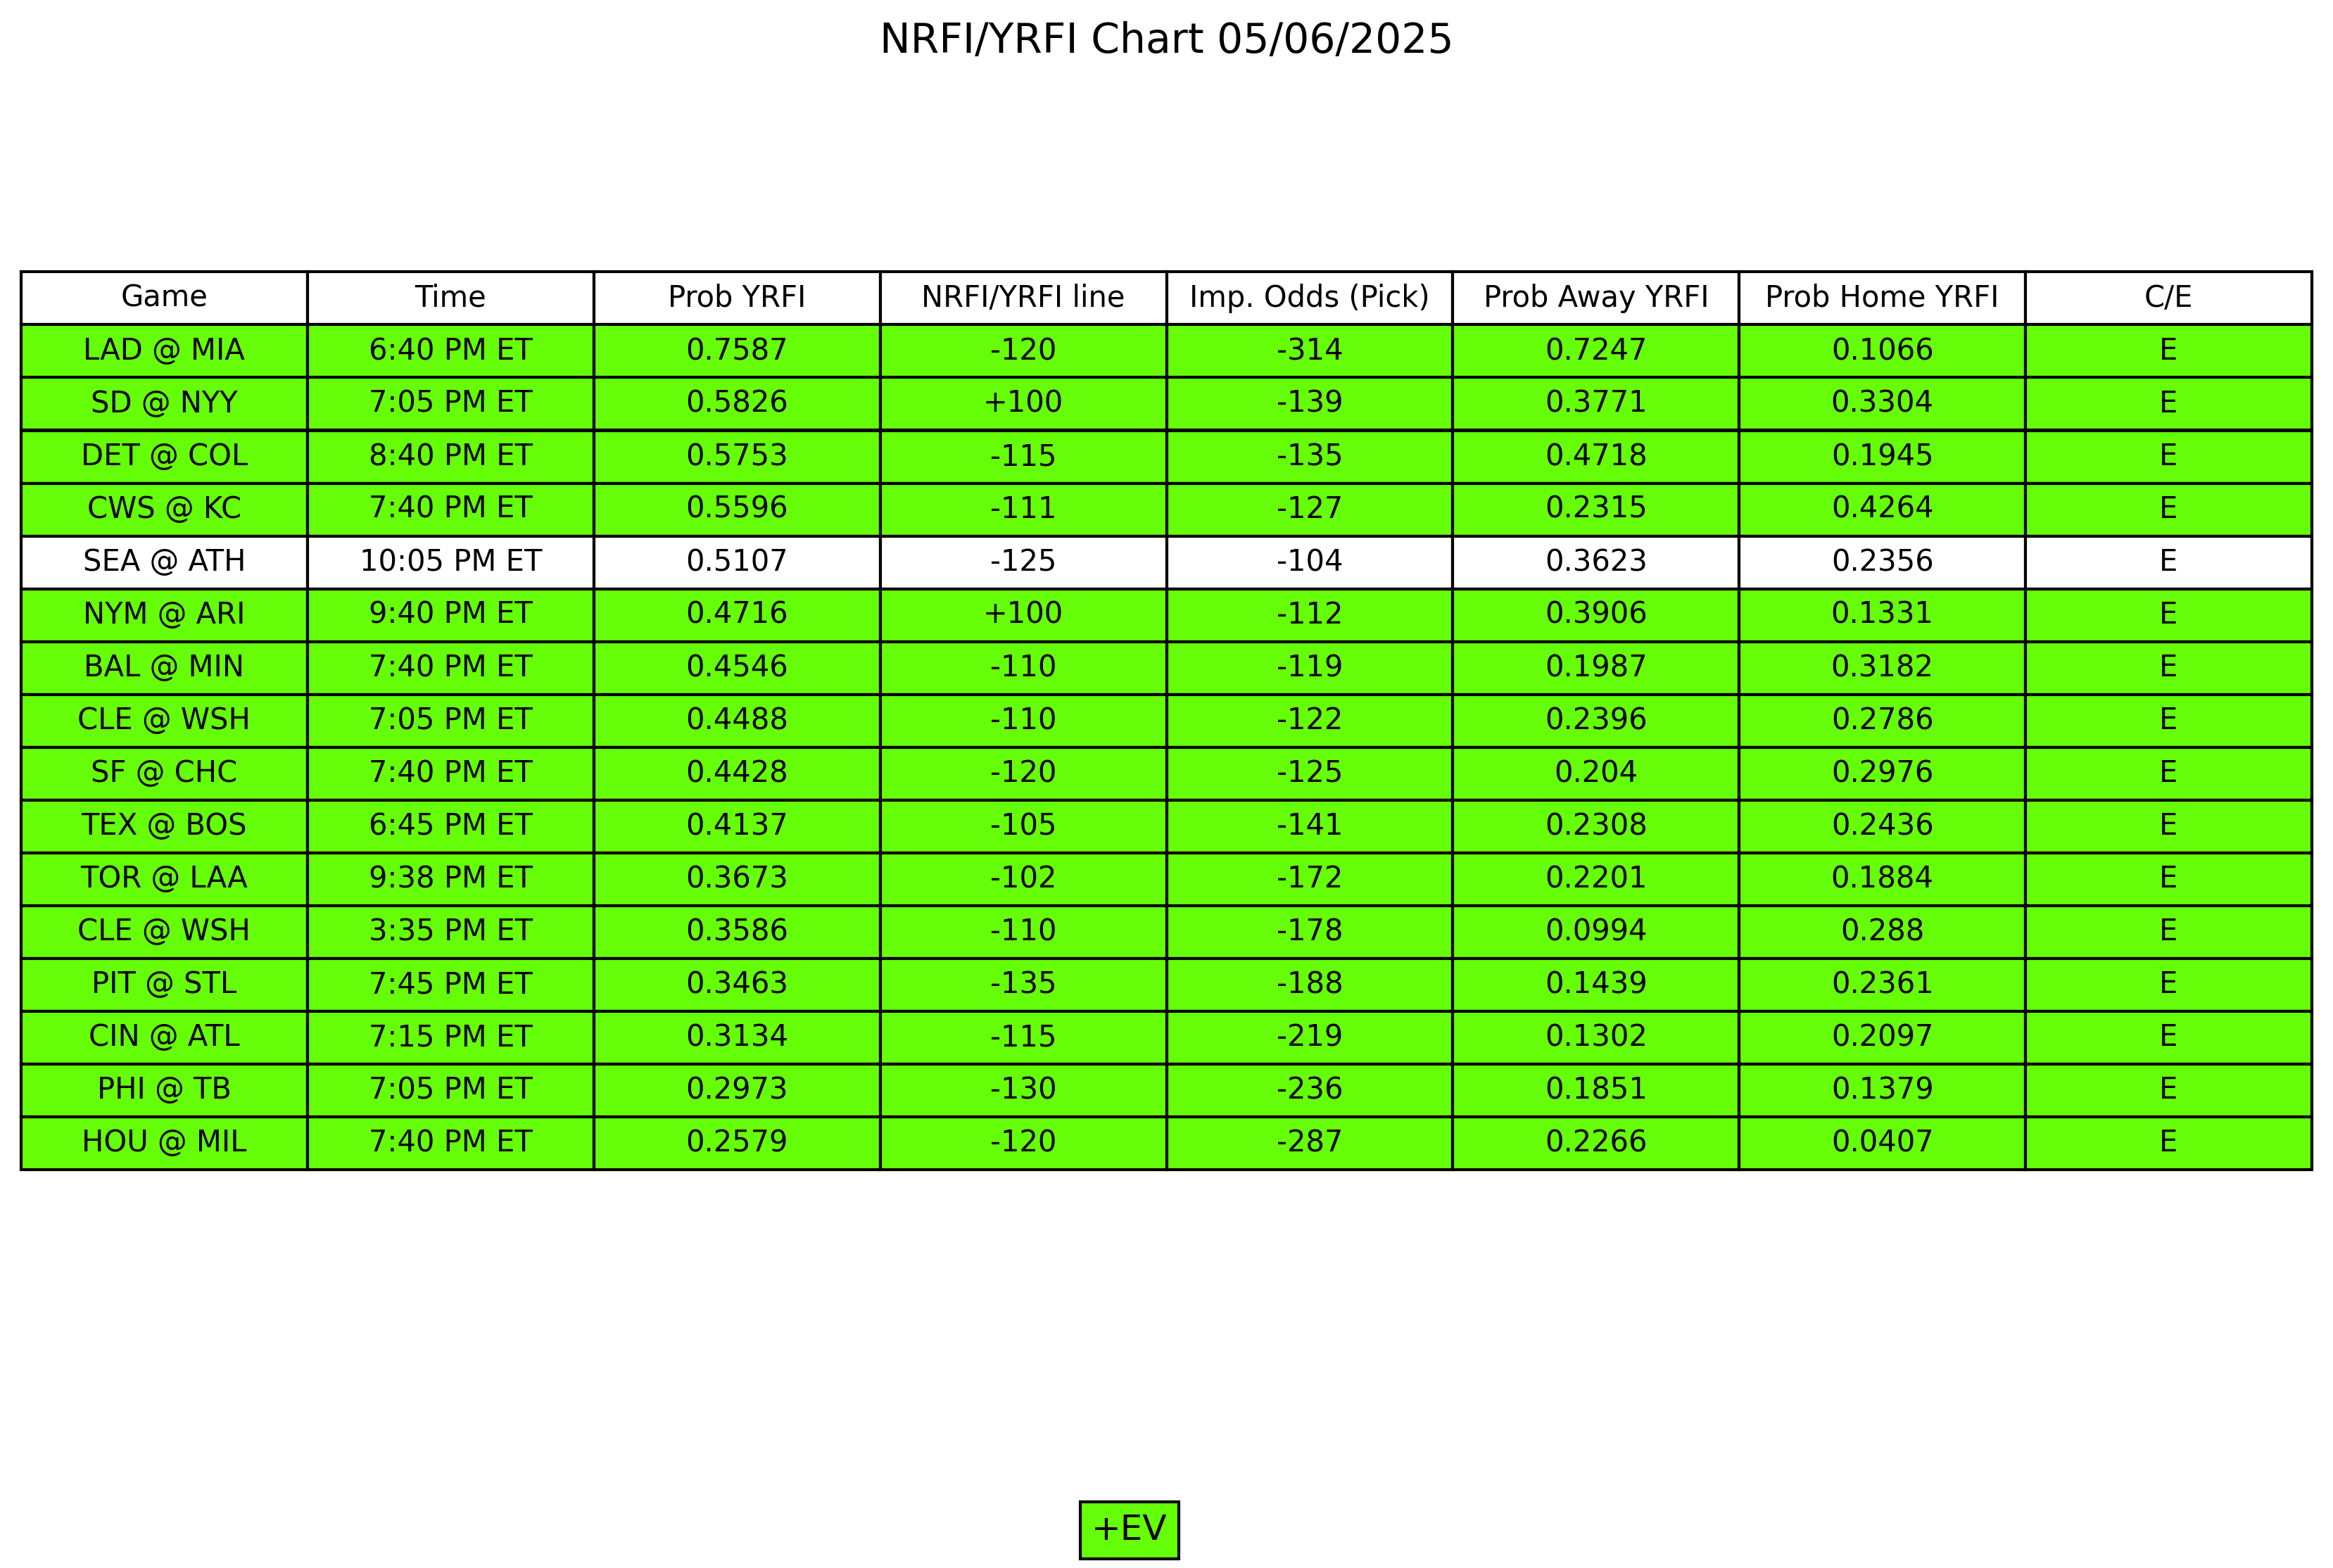 NRFI/YRFI Chart 05/06/2025
Game Time Prob YRFI NRFI/YRFI line Imp. Odds (Pick) Prob Away YRFI Prob Home YRFI C/E
LAD @ MIA 6:40 PM ET 0.7587 -120 -314 0.7247 0.1066 E
SD @ NYY 7:05 PM ET 0.5826 +100 -139 0.3771 0.3304 E
DET @ COL 8:40 PM ET 0.5753 -115 -135 0.4718 0.1945 E
CWS @ KC 7:40 PM ET 0.5596 -111 -127 0.2315 0.4264 E
SEA @ ATH 10:05 PM ET 0.5107 -125 -104 0.3623 0.2356 E
NYM @ ARI 9:40 PM ET 0.4716 +100 -112 0.3906 0.1331 E
BAL @ MIN 7:40 PM ET 0.4546 -110 -119 0.1987 0.3182 E
CLE @ WSH 7:05 PM ET 0.4488 -110 -122 0.2396 0.2786 E
SF @ CHC 7:40 PM ET 0.4428 -120 -125 0.204 0.2976 E
TEX @ BOS 6:45 PM ET 0.4137 -105 -141 0.2308 0.2436 E
TOR @ LAA 9:38 PM ET 0.3673 -102 -172 0.2201 0.1884 E
CLE @ WSH 3:35 PM ET 0.3586 -110 -178 0.0994 0.288 E
PIT @ STL 7:45 PM ET 0.3463 -135 -188 0.1439 0.2361 E
CIN @ ATL 7:15 PM ET 0.3134 -115 -219 0.1302 0.2097 E
PHI @ TB 7:05 PM ET 0.2973 -130 -236 0.1851 0.1379 E
HOU @ MIL 7:40 PM ET 0.2579 -120 -287 0.2266 0.0407 E
+EV